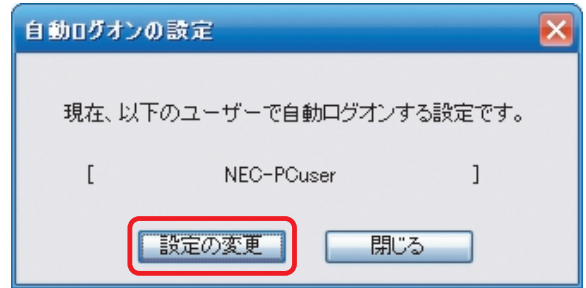 自動ログオンの設定
現在、以下のユーザーで自動ログオンする設定です。
[ NEC-PCuser ]
設定の変更 閉じる